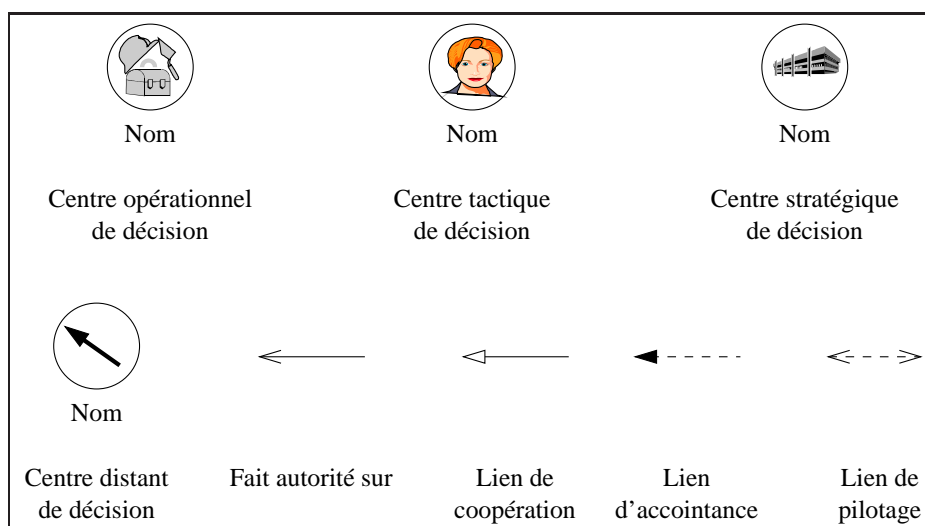 Nom
Nom
Nom
Centre opérationnel
de décision
Centre tactique
de décision
Centre stratégique
de décision
Nom
Centre distant
de décision
Fait autorité sur
Lien de
coopération
Lien
d'accointance
Lien de
pilotage